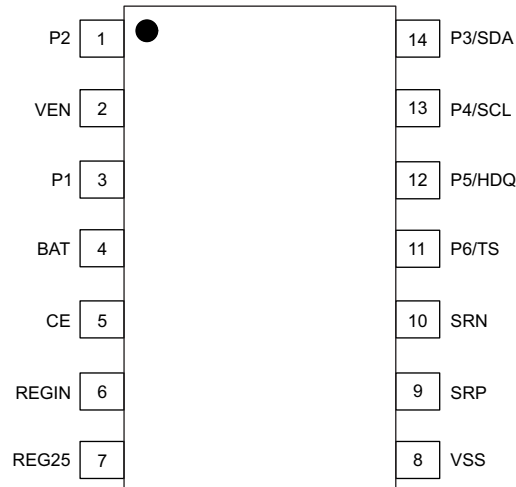 P2 1 14 P3/SDA
VEN 2 13 P4/SCL
P1 3 12 P5/HDQ
BAT 4 11 P6/TS
CE 5 10 SRN
REGIN 6 9 SRP
REG25 7 8 VSS